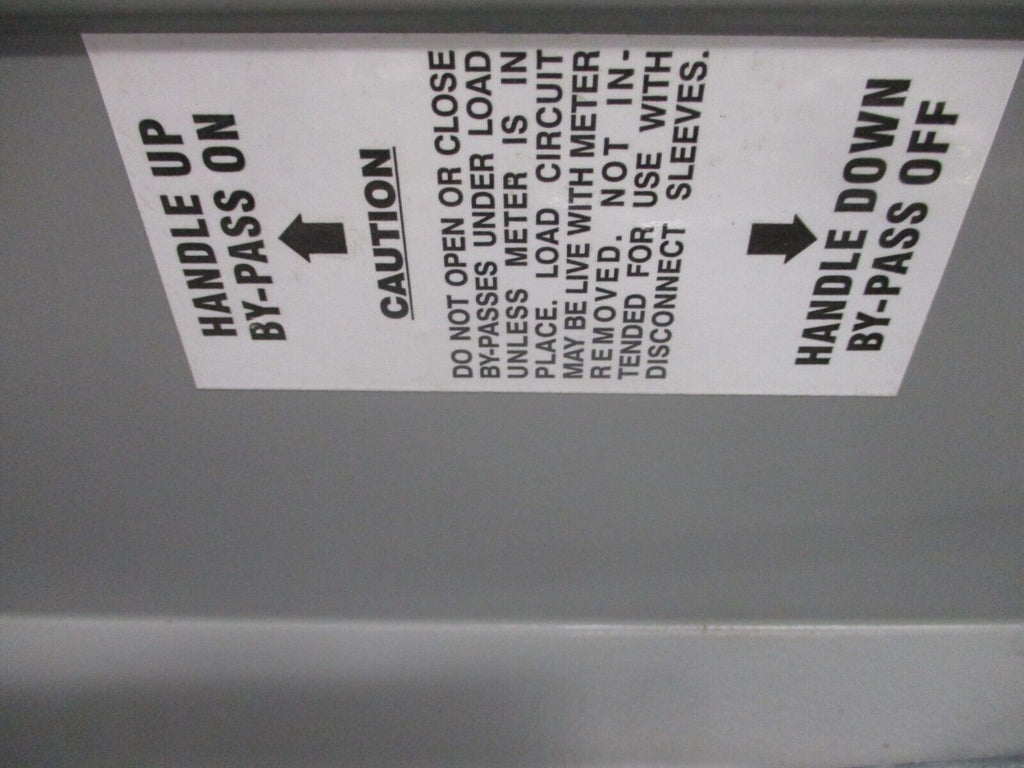 HANDLE UP
BY-PASS ON
CAUTION
DO NOT OPEN OR CLOSE
BY-PASSES UNDER LOAD
UNLESS METER IS IN
PLACE. LOAD CIRCUIT
MAY BE LIVE WITH METER
REMOVED. NOT IN-
TENDED FOR USE WITH
DISCONNECT SLEEVES.
HANDLE DOWN
BY-PASS OFF